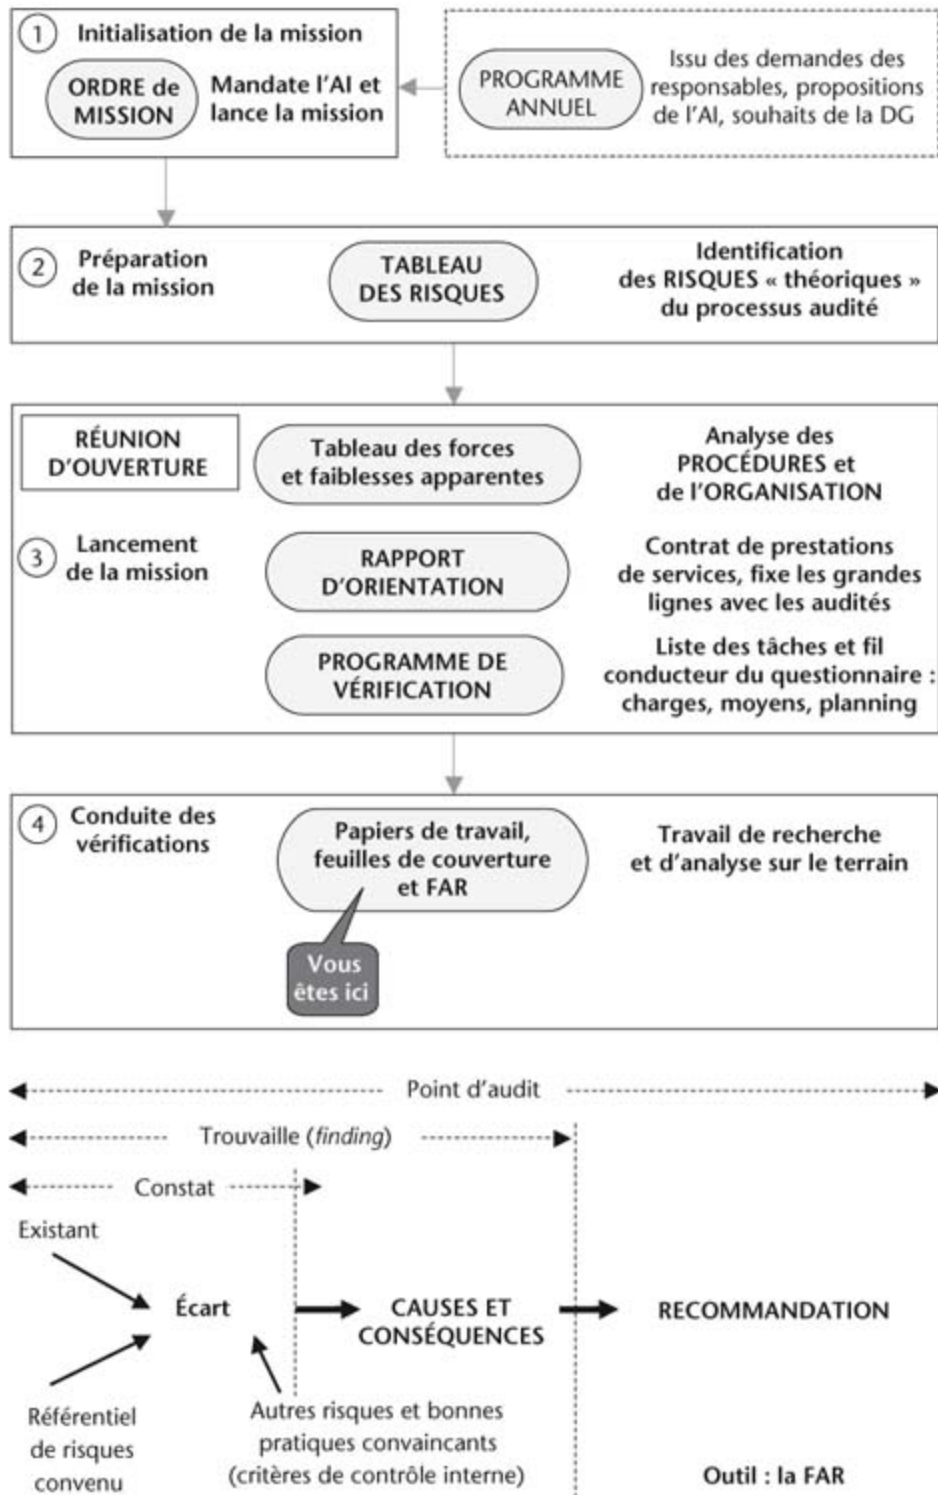 1 Initialisation de la mission
ORDRE de
MISSION
Mandate l'AI et
lance la mission
PROGRAMME
ANNUEL
Issu des demandes des
responsables, propositions
de l'AI, souhaits de la DG
2 Préparation
de la mission
TABLEAU
DES RISQUES
Identification
des RISQUES « théoriques »
du processus audité
RÉUNION
D'OUVERTURE
Tableau des forces
et faiblesses apparentes
Analyse des
PROCÉDURES et
de l'ORGANISATION
3 Lancement
de la mission
RAPPORT
D'ORIENTATION
Contrat de prestations
de services, fixe les grandes
lignes avec les audités
PROGRAMME DE
VÉRIFICATION
Liste des tâches et fil
conducteur du questionnaire :
charges, moyens, planning
4 Conduite des
vérifications
Papiers de travail,
feuilles de couverture
et FAR
Travail de recherche
et d'analyse sur le terrain
Vous
êtes ici
Point d'audit
Trouvaille (finding)
Constat
Existant
Écart
CAUSES ET
CONSÉQUENCES
RECOMMANDATION
Référentiel
de risques
convenu
Autres risques et bonnes
pratiques convaincants
(critères de contrôle interne)
Outil : la FAR